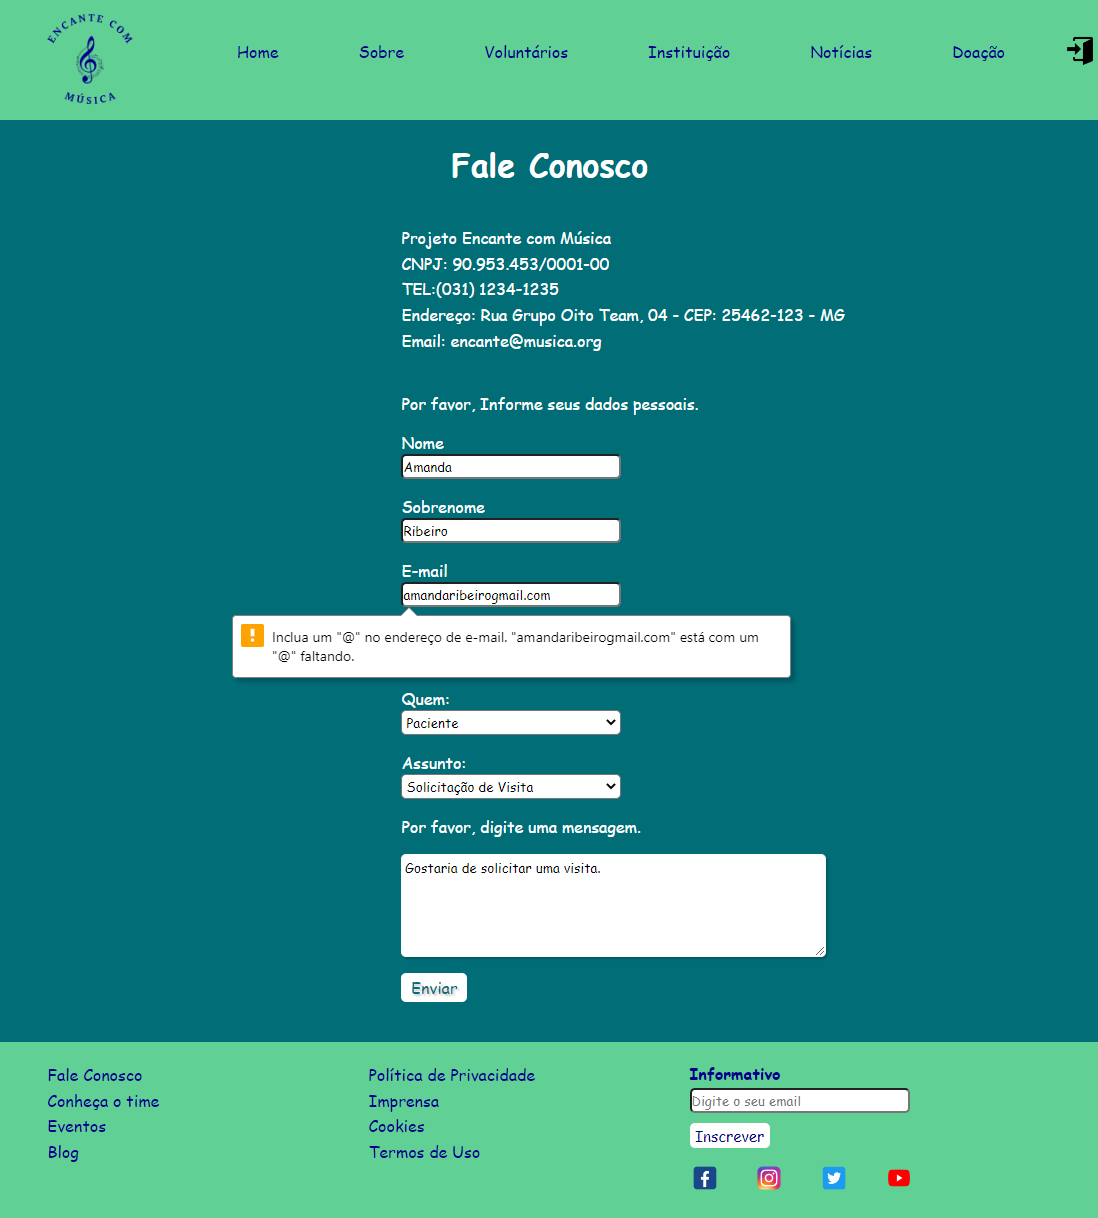 ENCANTE COM
MÚSICA
Home
Sobre
Voluntários
Instituição
Notícias
Doação
Fale Conosco
Projeto Encante com Música
CNPJ: 90.953.453/0001-00
TEL:(031) 1234-1235
Endereço: Rua Grupo Oito Team, 04 - CEP: 25462-123 - MG
Email: encante@musica.org
Por favor, Informe seus dados pessoais.
Nome
Amanda
Sobrenome
Ribeiro
E-mail
amandaribeirogmail.com
Inclua um "@" no endereço de e-mail. "amandaribeirogmail.com" está com um
"@" faltando.
Quem:
Paciente
Assunto:
Solicitação de Visita
Por favor, digite uma mensagem.
Gostaria de solicitar uma visita.
Enviar
Fale Conosco
Conheça o time
Eventos
Blog
Política de Privacidade
Imprensa
Cookies
Termos de Uso
Informativo
Digite o seu email
Inscrever